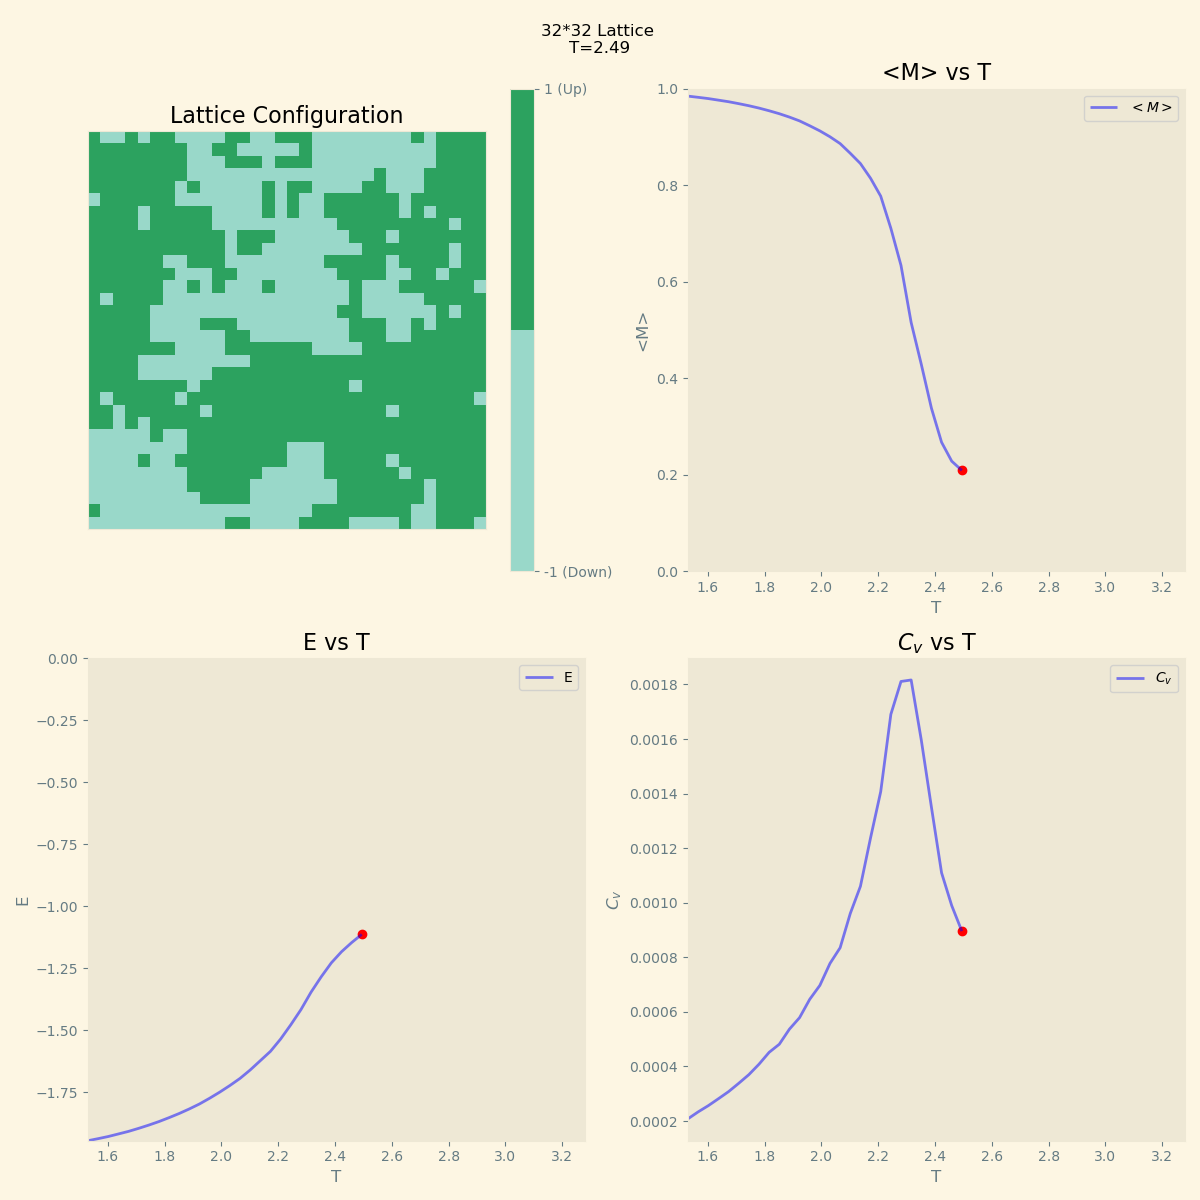 32*32 Lattice
T=2.49
Lattice Configuration
1 (Up)
-1 (Down)
<M> vs T
<M>
1.0
0.8
0.6
0.4
0.2
0.0
<M>
1.6 1.8 2.0 2.2 2.4 2.6 2.8 3.0 3.2
T
E vs T
E
0.00
−0.25
−0.50
−0.75
−1.00
−1.25
−1.50
−1.75
E
1.6 1.8 2.0 2.2 2.4 2.6 2.8 3.0 3.2
T
Cv vs T
Cv
0.0018
0.0016
0.0014
0.0012
0.0010
0.0008
0.0006
0.0004
0.0002
Cv
1.6 1.8 2.0 2.2 2.4 2.6 2.8 3.0 3.2
T